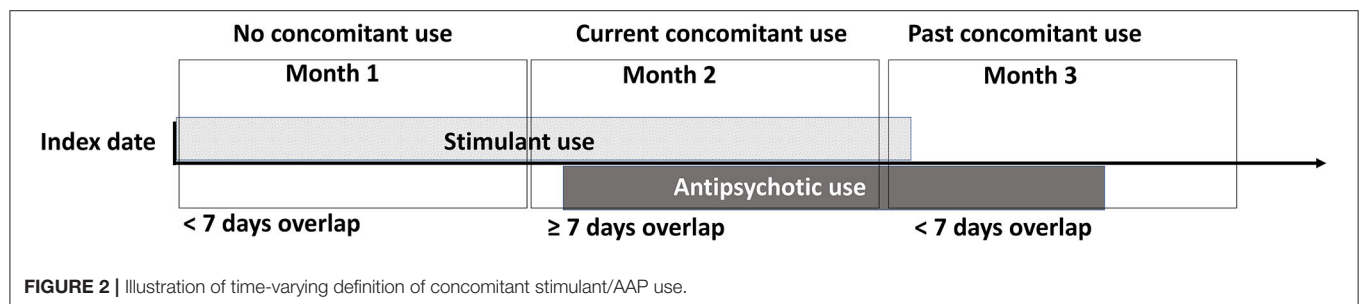 No concomitant use Current concomitant use Past concomitant use
Month 1 Month 2 Month 3
Index date Stimulant use
Antipsychotic use
< 7 days overlap ≥ 7 days overlap < 7 days overlap
FIGURE 2 | Illustration of time-varying definition of concomitant stimulant/AAP use.